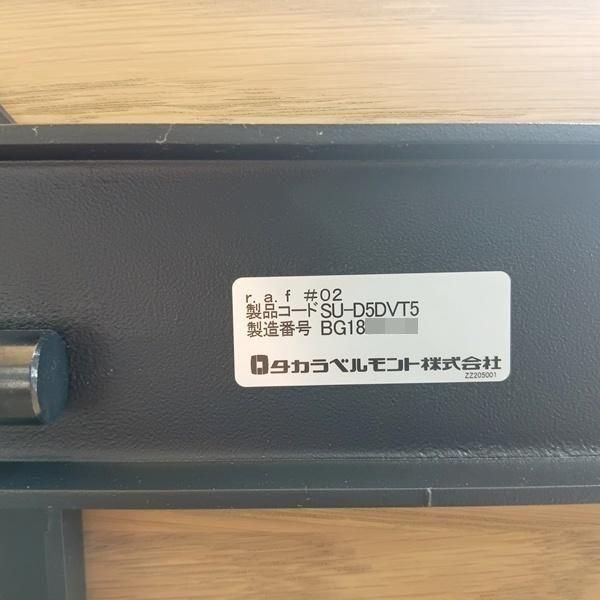 r.a.f #02
製品コード SU-D5DVT5
製造番号 BG18
タカラベルモント株式会社
ZZ205001